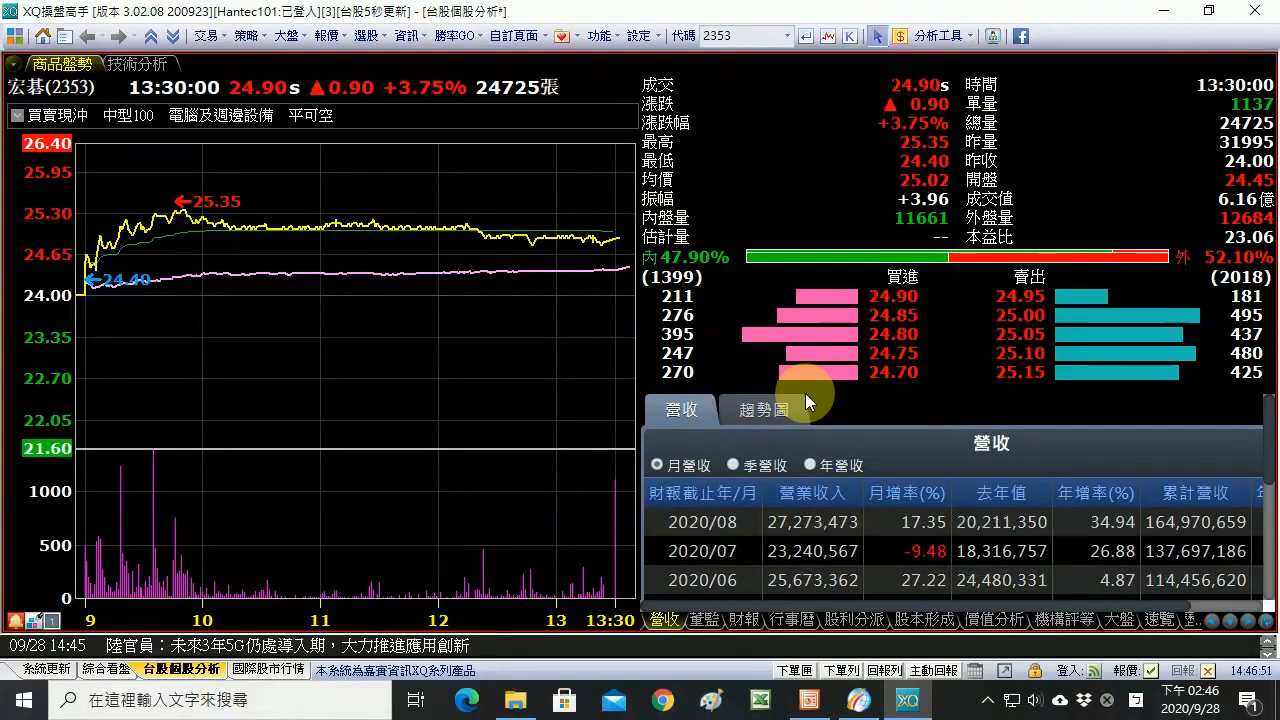 XQ操盤高手 [版本 3.02.08 200923][Hantec101:已登入][3][台股5秒更新] - [台股個股分析*]
交易 策略 大盤 報價 選股 資訊 勝率GO 自訂頁面 功能 設定 代碼 2353 分析工具
商品盤勢 技術分析
宏碁(2353) 13:30:00 24.90s ▲0.90 +3.75% 24725張
買賣現沖 中型100 電腦及週邊設備 平可空
26.40
25.95
25.30
24.65
24.00
23.35
22.70
22.05
21.60
1000
500
0
25.35
24.40
9 10 11 12 13 13:30
成交 24.90s 時間 13:30:00
漲跌 ▲ 0.90 單量 1137
漲跌幅 +3.75% 總量 24725
最高 25.35 昨量 31995
最低 24.40 昨收 24.00
均價 25.02 開盤 24.45
振幅 +3.96 成交值 6.16億
內盤量 11661 外盤量 12684
估計量 -- 本益比 23.06
內 47.90% 外 52.10%
(1399) 買進 賣出 (2018)
211 24.90 24.95 181
276 24.85 25.00 495
395 24.80 25.05 437
247 24.75 25.10 480
270 24.70 25.15 425
營收 趨勢圖
營收
月營收 季營收 年營收
財報截止年/月 營業收入 月增率(%) 去年值 年增率(%) 累計營收
2020/08 27,273,473 17.35 20,211,350 34.94 164,970,659
2020/07 23,240,567 -9.48 18,316,757 26.88 137,697,186
2020/06 25,673,362 27.22 24,480,331 4.87 114,456,620
營收 董監 財報 行事曆 股利分派 股本形成 價值分析 機構評等 大盤 速覽
09/28 14:45 陸官員：未來3年5G仍處導入期，大力推進應用創新
系統更新 綜合看盤 台股個股分析 國際股市行情 本系統為嘉實資訊XQ系列產品 下單匣 下單列 回報列 主動回報 登入: 報價: 回報: 14:46:51
在這裡輸入文字來搜尋
下午 02:46
2020/9/28